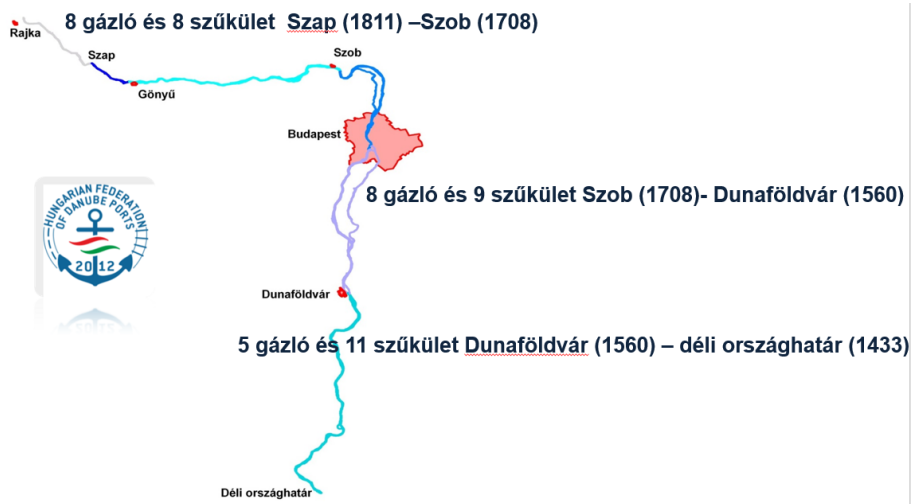 8 gázló és 8 szűkület Szap (1811) –Szob (1708)
Rajka
Szap
Szob
Gönyű
Budapest
8 gázló és 9 szűkület Szob (1708)- Dunaföldvár (1560)
HUNGARIAN FEDERATION
OF DANUBE PORTS
2012
Dunaföldvár
5 gázló és 11 szűkület Dunaföldvár (1560) – déli országhatár (1433)
Déli országhatár